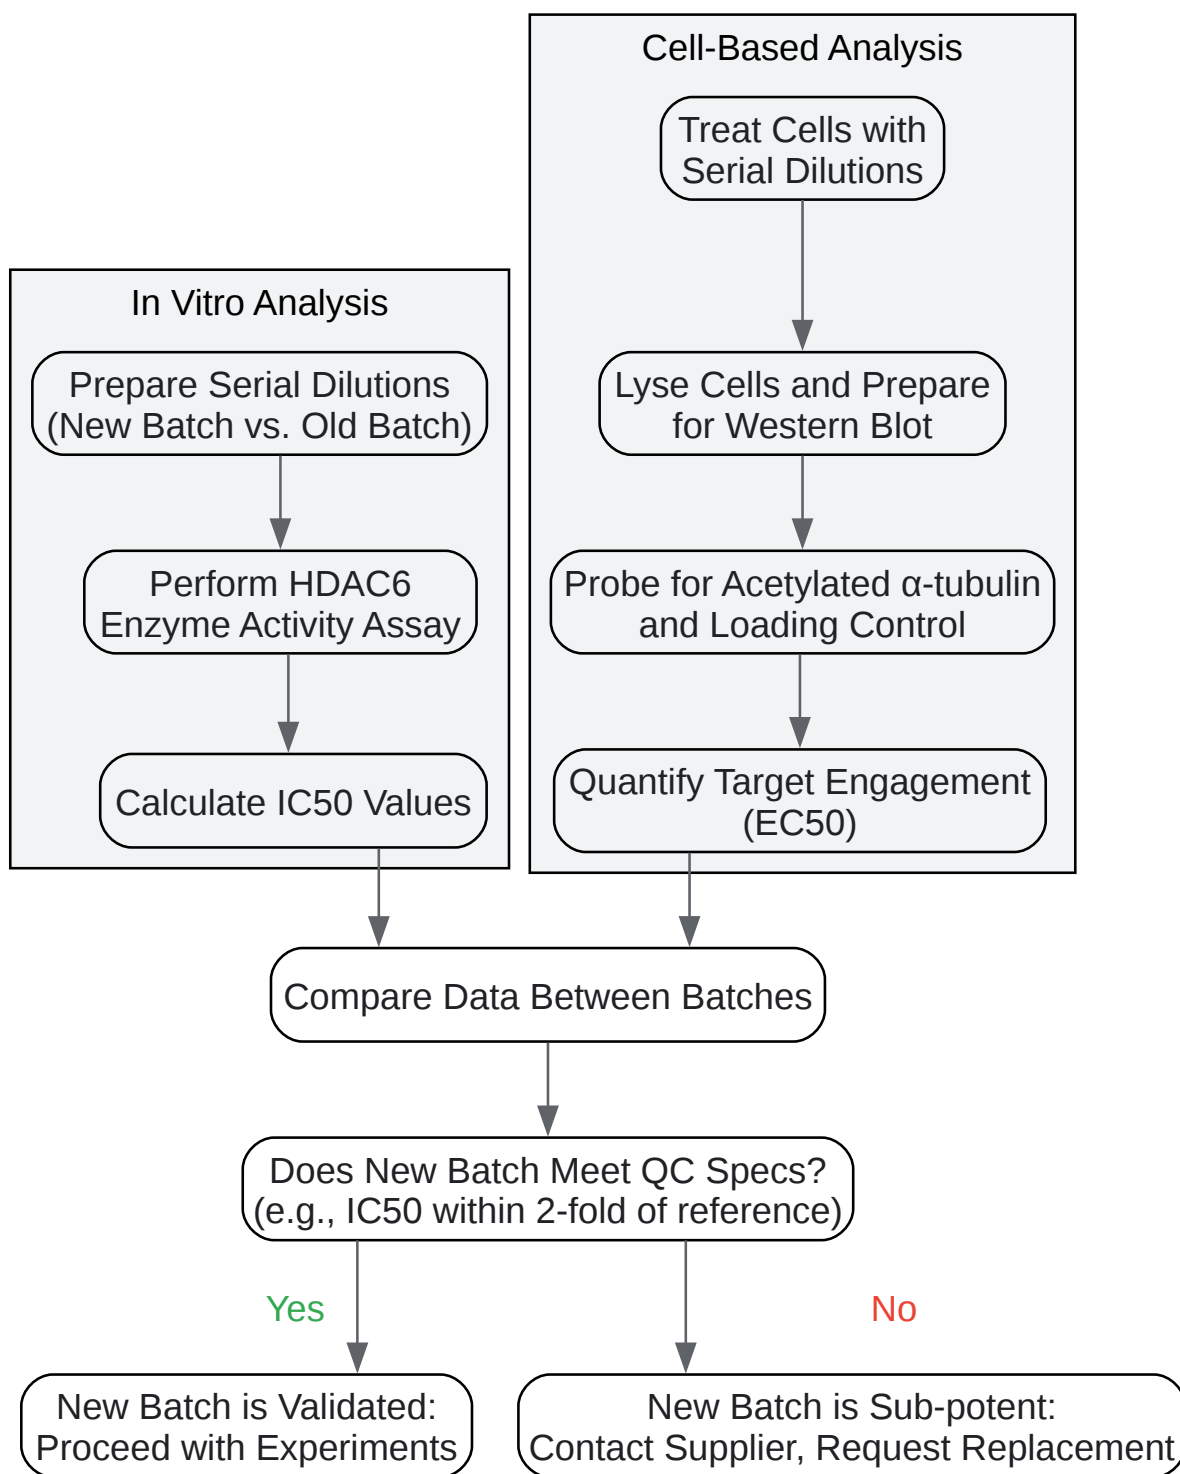 Cell-Based Analysis
Treat Cells with
Serial Dilutions
In Vitro Analysis
Prepare Serial Dilutions
(New Batch vs. Old Batch)
Lyse Cells and Prepare
for Western Blot
Perform HDAC6
Enzyme Activity Assay
Probe for Acetylated α-tubulin
and Loading Control
Calculate IC50 Values
Quantify Target Engagement
(EC50)
Compare Data Between Batches
Does New Batch Meet QC Specs?
(e.g., IC50 within 2-fold of reference)
Yes
No
New Batch is Validated:
Proceed with Experiments
New Batch is Sub-potent:
Contact Supplier, Request Replacement